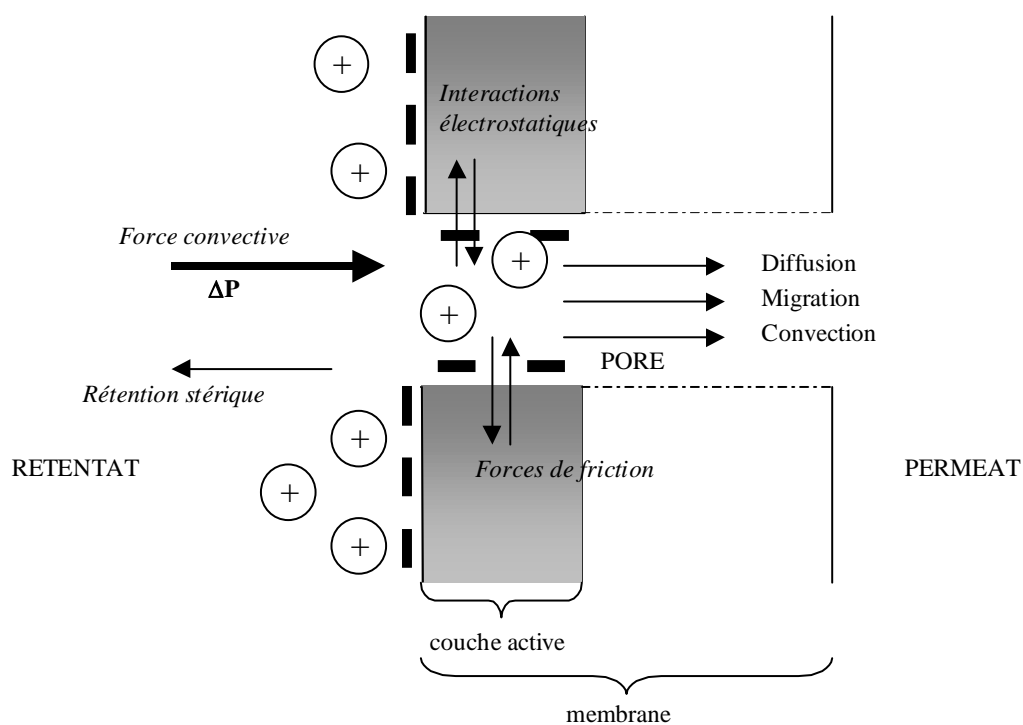 +
Interactions
électrostatiques
+
Force convective
ΔP
+
Diffusion
+
Migration
Convection
PORE
Rétention stérique
+
RETENTAT
Forces de friction
PERMEAT
+
+
couche active
membrane